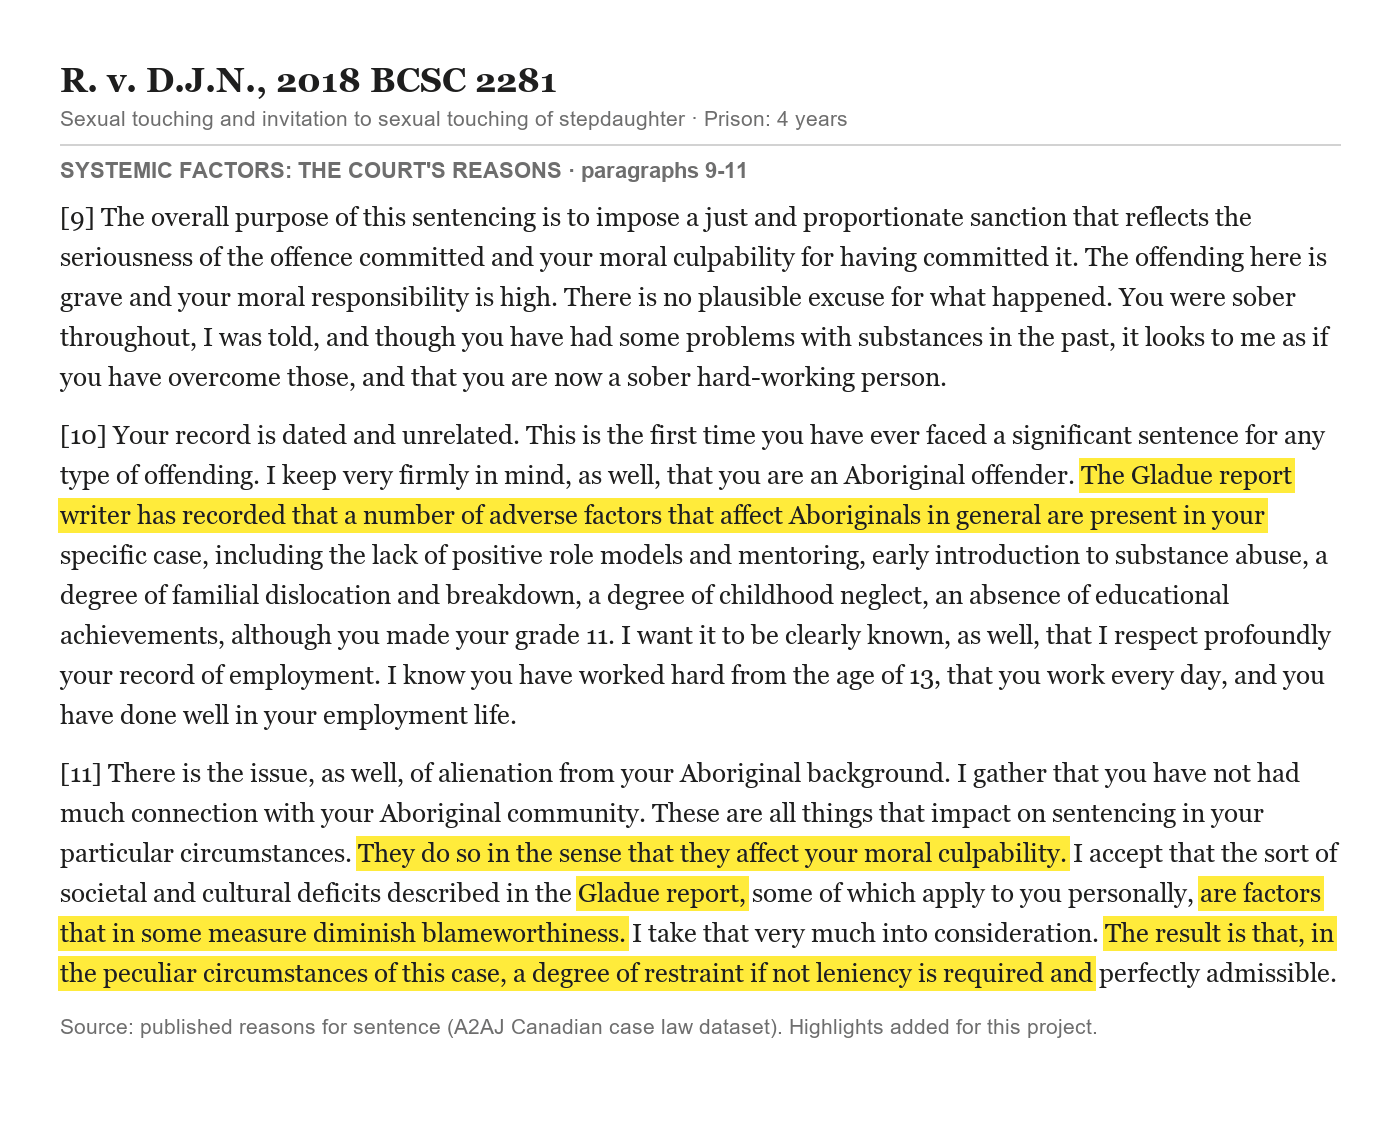 R. v. D.J.N., 2018 BCSC 2281
Sexual touching and invitation to sexual touching of stepdaughter · Prison: 4 years
SYSTEMIC FACTORS: THE COURT'S REASONS · paragraphs 9-11
[9] The overall purpose of this sentencing is to impose a just and proportionate sanction that reflects the
seriousness of the offence committed and your moral culpability for having committed it. The offending here is
grave and your moral responsibility is high. There is no plausible excuse for what happened. You were sober
throughout, I was told, and though you have had some problems with substances in the past, it looks to me as if
you have overcome those, and that you are now a sober hard-working person.
[10] Your record is dated and unrelated. This is the first time you have ever faced a significant sentence for any
type of offending. I keep very firmly in mind, as well, that you are an Aboriginal offender. The Gladue report
writer has recorded that a number of adverse factors that affect Aboriginals in general are present in your
specific case, including the lack of positive role models and mentoring, early introduction to substance abuse, a
degree of familial dislocation and breakdown, a degree of childhood neglect, an absence of educational
achievements, although you made your grade 11. I want it to be clearly known, as well, that I respect profoundly
your record of employment. I know you have worked hard from the age of 13, that you work every day, and you
have done well in your employment life.
[11] There is the issue, as well, of alienation from your Aboriginal background. I gather that you have not had
much connection with your Aboriginal community. These are all things that impact on sentencing in your
particular circumstances. They do so in the sense that they affect your moral culpability. I accept that the sort of
societal and cultural deficits described in the Gladue report, some of which apply to you personally, are factors
that in some measure diminish blameworthiness. I take that very much into consideration. The result is that, in
the peculiar circumstances of this case, a degree of restraint if not leniency is required and perfectly admissible.
Source: published reasons for sentence (A2AJ Canadian case law dataset). Highlights added for this project.